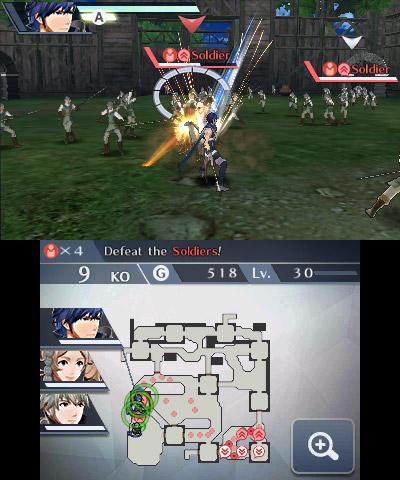 A
Soldier
Soldier
× 4 Defeat the Soldiers!
9 KO G 518 Lv. 30